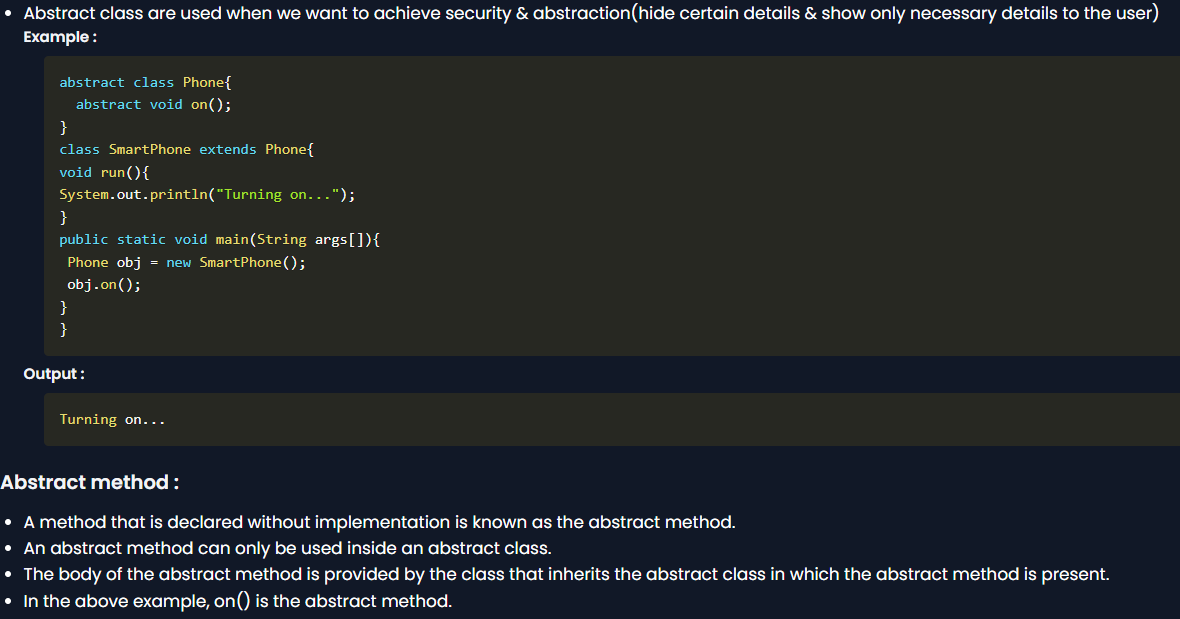 • Abstract class are used when we want to achieve security & abstraction(hide certain details & show only necessary details to the user)
Example :
abstract class Phone{
  abstract void on();
}
class SmartPhone extends Phone{
void run(){
System.out.println("Turning on...");
}
public static void main(String args[]){
 Phone obj = new SmartPhone();
 obj.on();
}
}
Output :
Turning on...
Abstract method :
• A method that is declared without implementation is known as the abstract method.
• An abstract method can only be used inside an abstract class.
• The body of the abstract method is provided by the class that inherits the abstract class in which the abstract method is present.
• In the above example, on() is the abstract method.